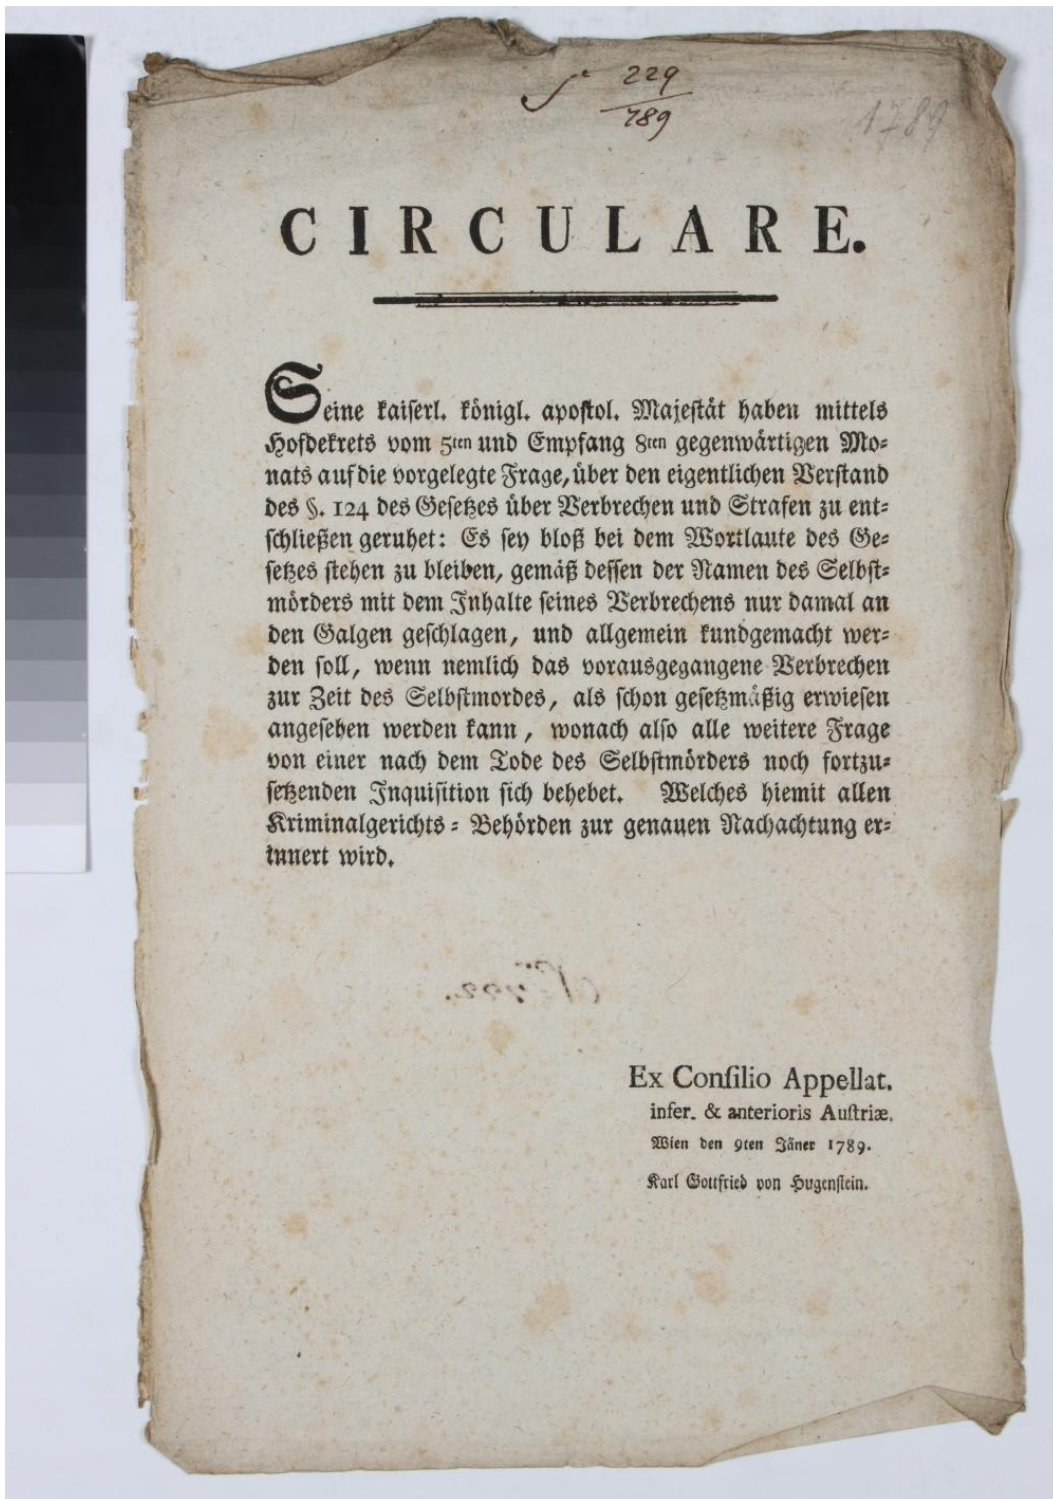 229
789
1789
CIRCULARE.
Seine kaiserl. königl. apostol. Majestät haben mittels
Hofdekrets vom 5ten und Empfang 8ten gegenwärtigen Mo-
nats auf die vorgelegte Frage, über den eigentlichen Verstand
des §. 124 des Gesetzes über Verbrechen und Strafen zu ent-
schließen geruhet: Es sey bloß bei dem Wortlaute des Ge-
setzes stehen zu bleiben, gemäß dessen der Namen des Selbst-
mörders mit dem Inhalte seines Verbrechens nur damal an
den Galgen geschlagen, und allgemein kundgemacht wer-
den soll, wenn nemlich das vorausgegangene Verbrechen
zur Zeit des Selbstmordes, als schon gesetzmäßig erwiesen
angesehen werden kann, wonach also alle weitere Frage
von einer nach dem Tode des Selbstmörders noch fortzu-
setzenden Inquisition sich behebet. Welches hiemit allen
Kriminalgerichts-Behörden zur genauen Nachachtung er-
innert wird.
Ex Consilio Appellat.
infer. & anterioris Austriæ.
Wien den 9ten Jäner 1789.
Karl Gottfried von Hugenstein.